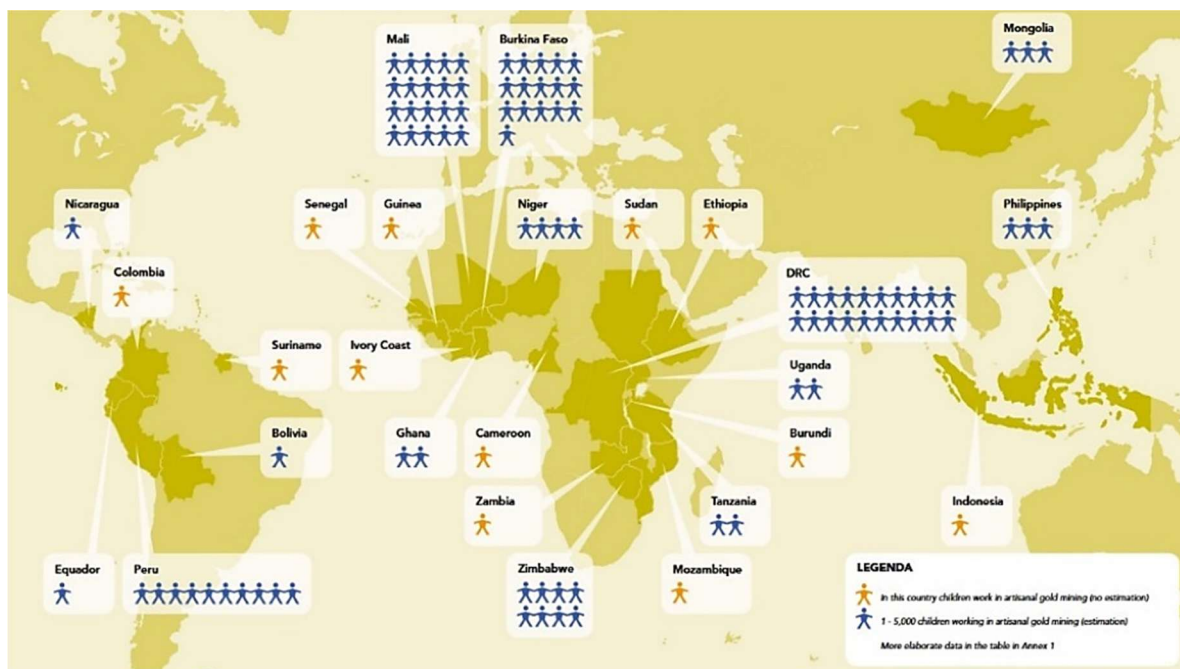 Mali
Burkina Faso
Mongolia
Nicaragua
Senegal
Guinea
Niger
Sudan
Ethiopia
Philippines
Colombia
DRC
Suriname
Ivory Coast
Uganda
Bolivia
Ghana
Cameroon
Burundi
Zambia
Tanzania
Indonesia
Equador
Peru
Zimbabwe
Mozambique
LEGENDA
In this country children work in artisanal gold mining (no estimation)
1 - 5,000 children working in artisanal gold mining (estimation)
More elaborate data in the table in Annex 1